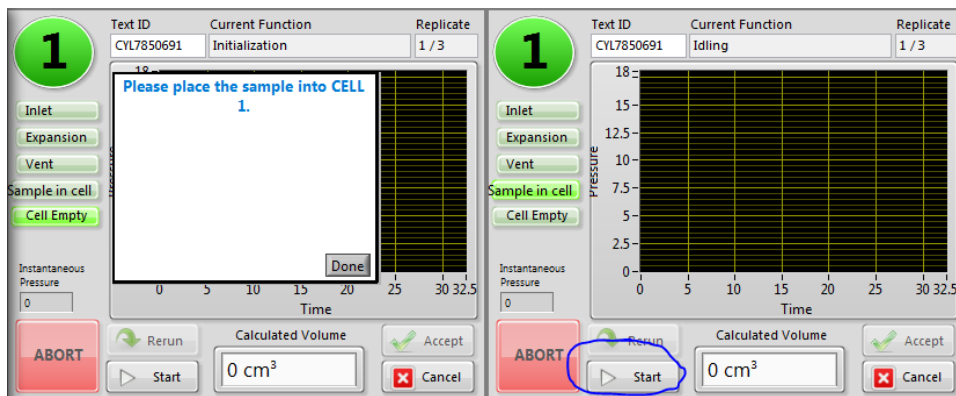 1
Text ID
Current Function
Replicate
CYL7850691
Initialization
1 / 3
Inlet
Expansion
Vent
Sample in cell
Cell Empty
Instantaneous
Pressure
0
Please place the sample into CELL
1.
Done
0 5 10 15 20 25 30 32.5
Time
ABORT
Rerun
Start
Calculated Volume
0 cm³
Accept
Cancel
1
Text ID
Current Function
Replicate
CYL7850691
Idling
1 / 3
Inlet
Expansion
Vent
Sample in cell
Cell Empty
Instantaneous
Pressure
0
Pressure
18
15
12.5
10
7.5
5
2.5
0
0 5 10 15 20 25 30 32.5
Time
ABORT
Rerun
Start
Calculated Volume
0 cm³
Accept
Cancel